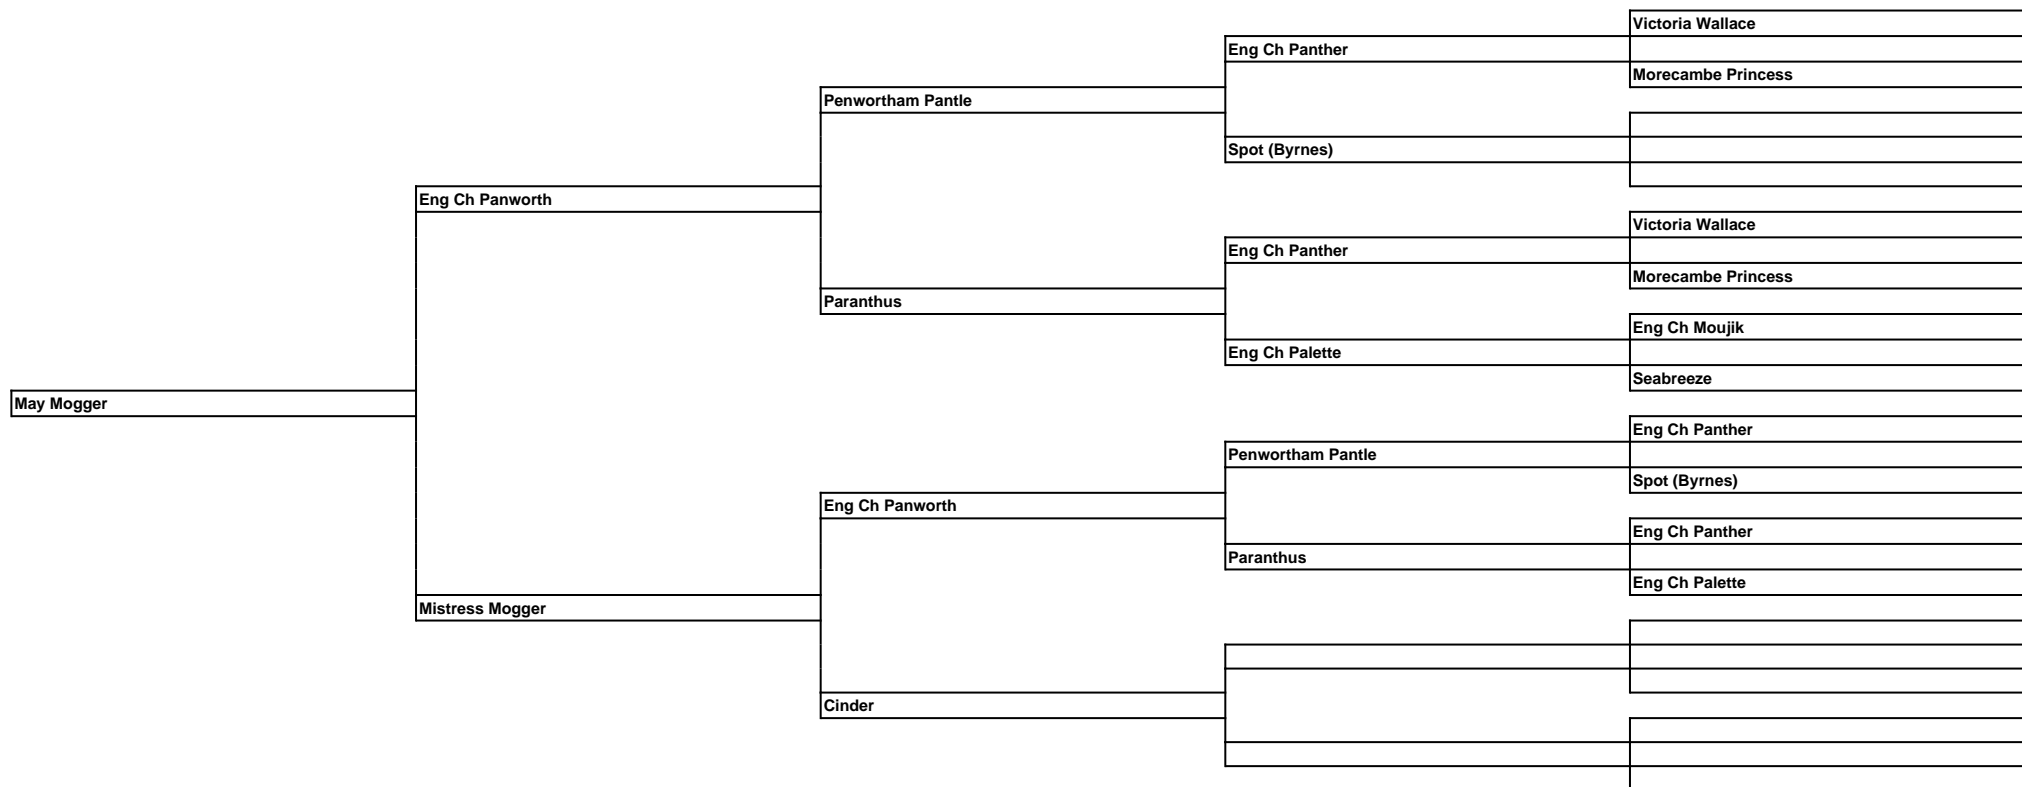 Victoria Wallace
Eng Ch Panther
Morecambe Princess
Penwortham Pantle
Spot (Byrnes)
Eng Ch Panworth
Victoria Wallace
Eng Ch Panther
Morecambe Princess
Paranthus
Eng Ch Moujik
Eng Ch Palette
Seabreeze
May Mogger
Eng Ch Panther
Penwortham Pantle
Spot (Byrnes)
Eng Ch Panworth
Eng Ch Panther
Paranthus
Eng Ch Palette
Mistress Mogger
Cinder